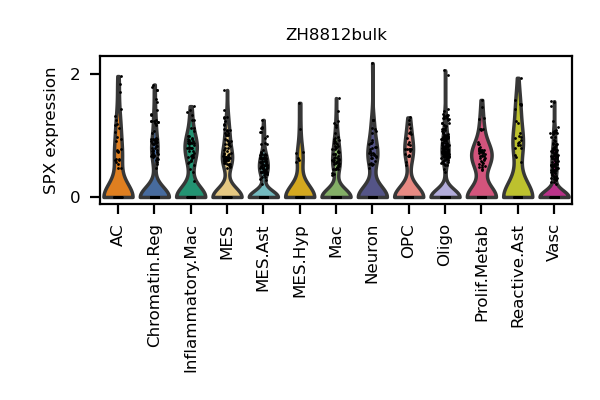 ZH8812bulk
SPX expression
2
0
AC
Chromatin.Reg
Inflammatory.Mac
MES
MES.Ast
MES.Hyp
Mac
Neuron
OPC
Oligo
Prolif.Metab
Reactive.Ast
Vasc